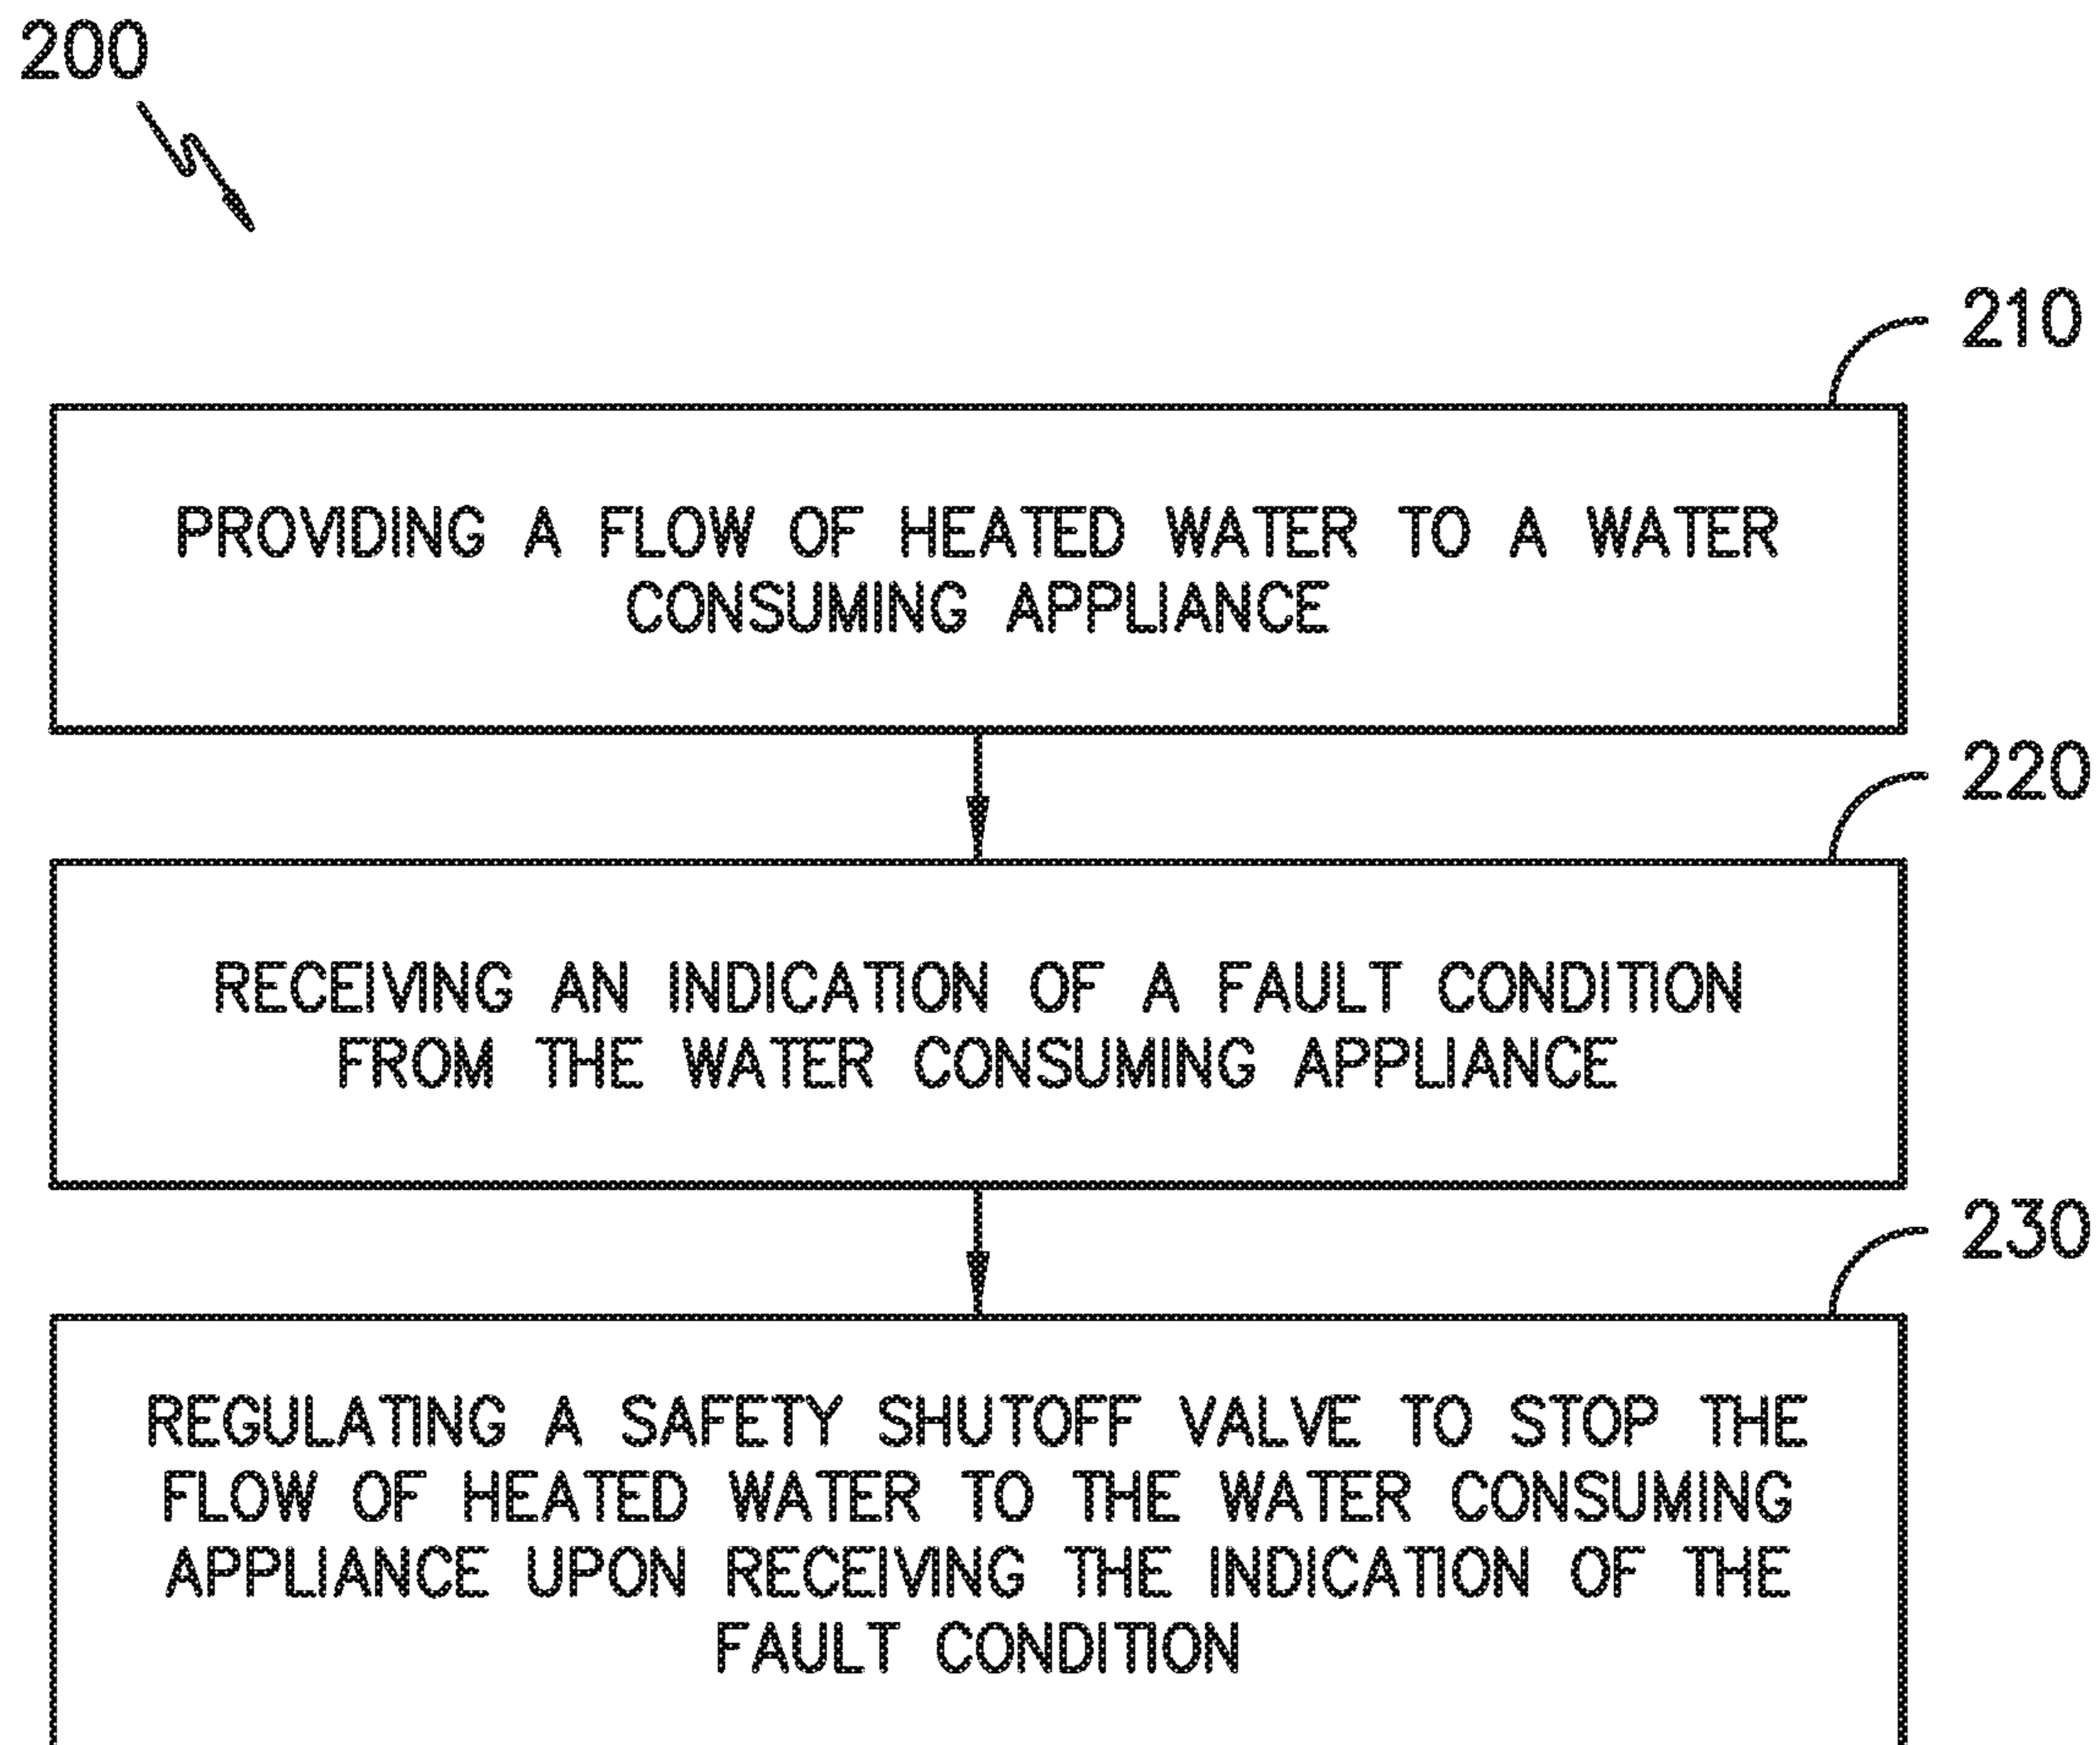 200
210
PROVIDING A FLOW OF HEATED WATER TO A WATER
CONSUMING APPLIANCE
220
RECEIVING AN INDICATION OF A FAULT CONDITION
FROM THE WATER CONSUMING APPLIANCE
230
REGULATING A SAFETY SHUTOFF VALVE TO STOP THE
FLOW OF HEATED WATER TO THE WATER CONSUMING
APPLIANCE UPON RECEIVING THE INDICATION OF THE
FAULT CONDITION